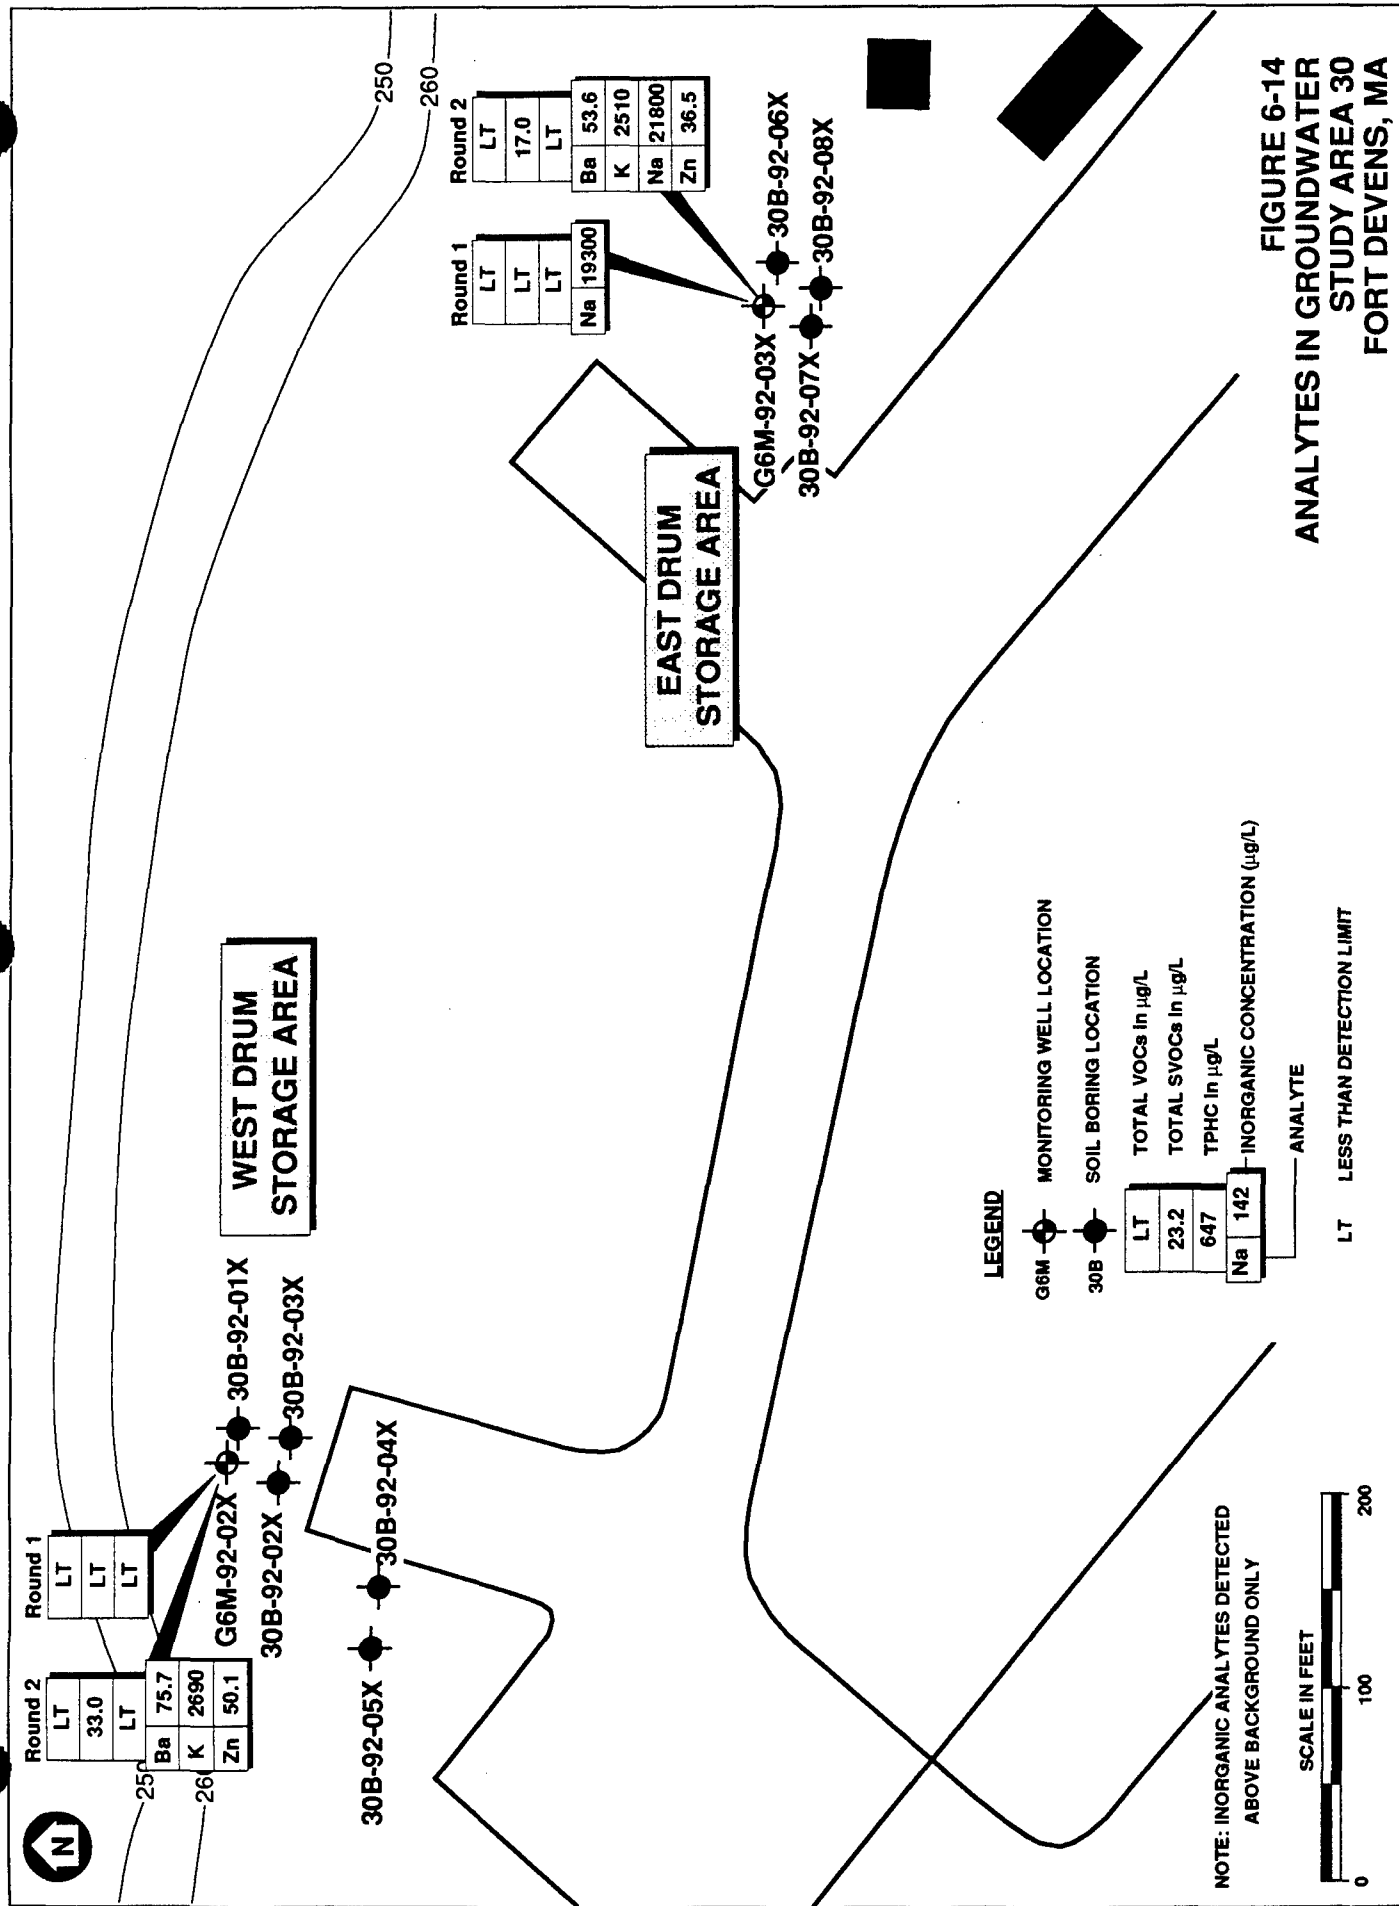 N
Round 2
LT
33.0
LT
Ba 75.7
K 2690
Zn 50.1
Round 1
LT
LT
LT
250
260
G6M-92-02X
30B-92-01X
30B-92-02X
30B-92-03X
30B-92-04X
30B-92-05X
WEST DRUM
STORAGE AREA
250
260
Round 1
LT
LT
LT
Na 19300
Round 2
LT
17.0
LT
Ba 53.6
K 2510
Na 21800
Zn 36.5
EAST DRUM
STORAGE AREA
G6M-92-03X
30B-92-06X
30B-92-07X
30B-92-08X
LEGEND
G6M MONITORING WELL LOCATION
30B SOIL BORING LOCATION
LT TOTAL VOCs in µg/L
23.2 TOTAL SVOCs in µg/L
647 TPHC in µg/L
Na 142 INORGANIC CONCENTRATION (µg/L)
ANALYTE
LT LESS THAN DETECTION LIMIT
NOTE: INORGANIC ANALYTES DETECTED
ABOVE BACKGROUND ONLY
SCALE IN FEET
0 100 200
FIGURE 6-14
ANALYTES IN GROUNDWATER
STUDY AREA 30
FORT DEVENS, MA